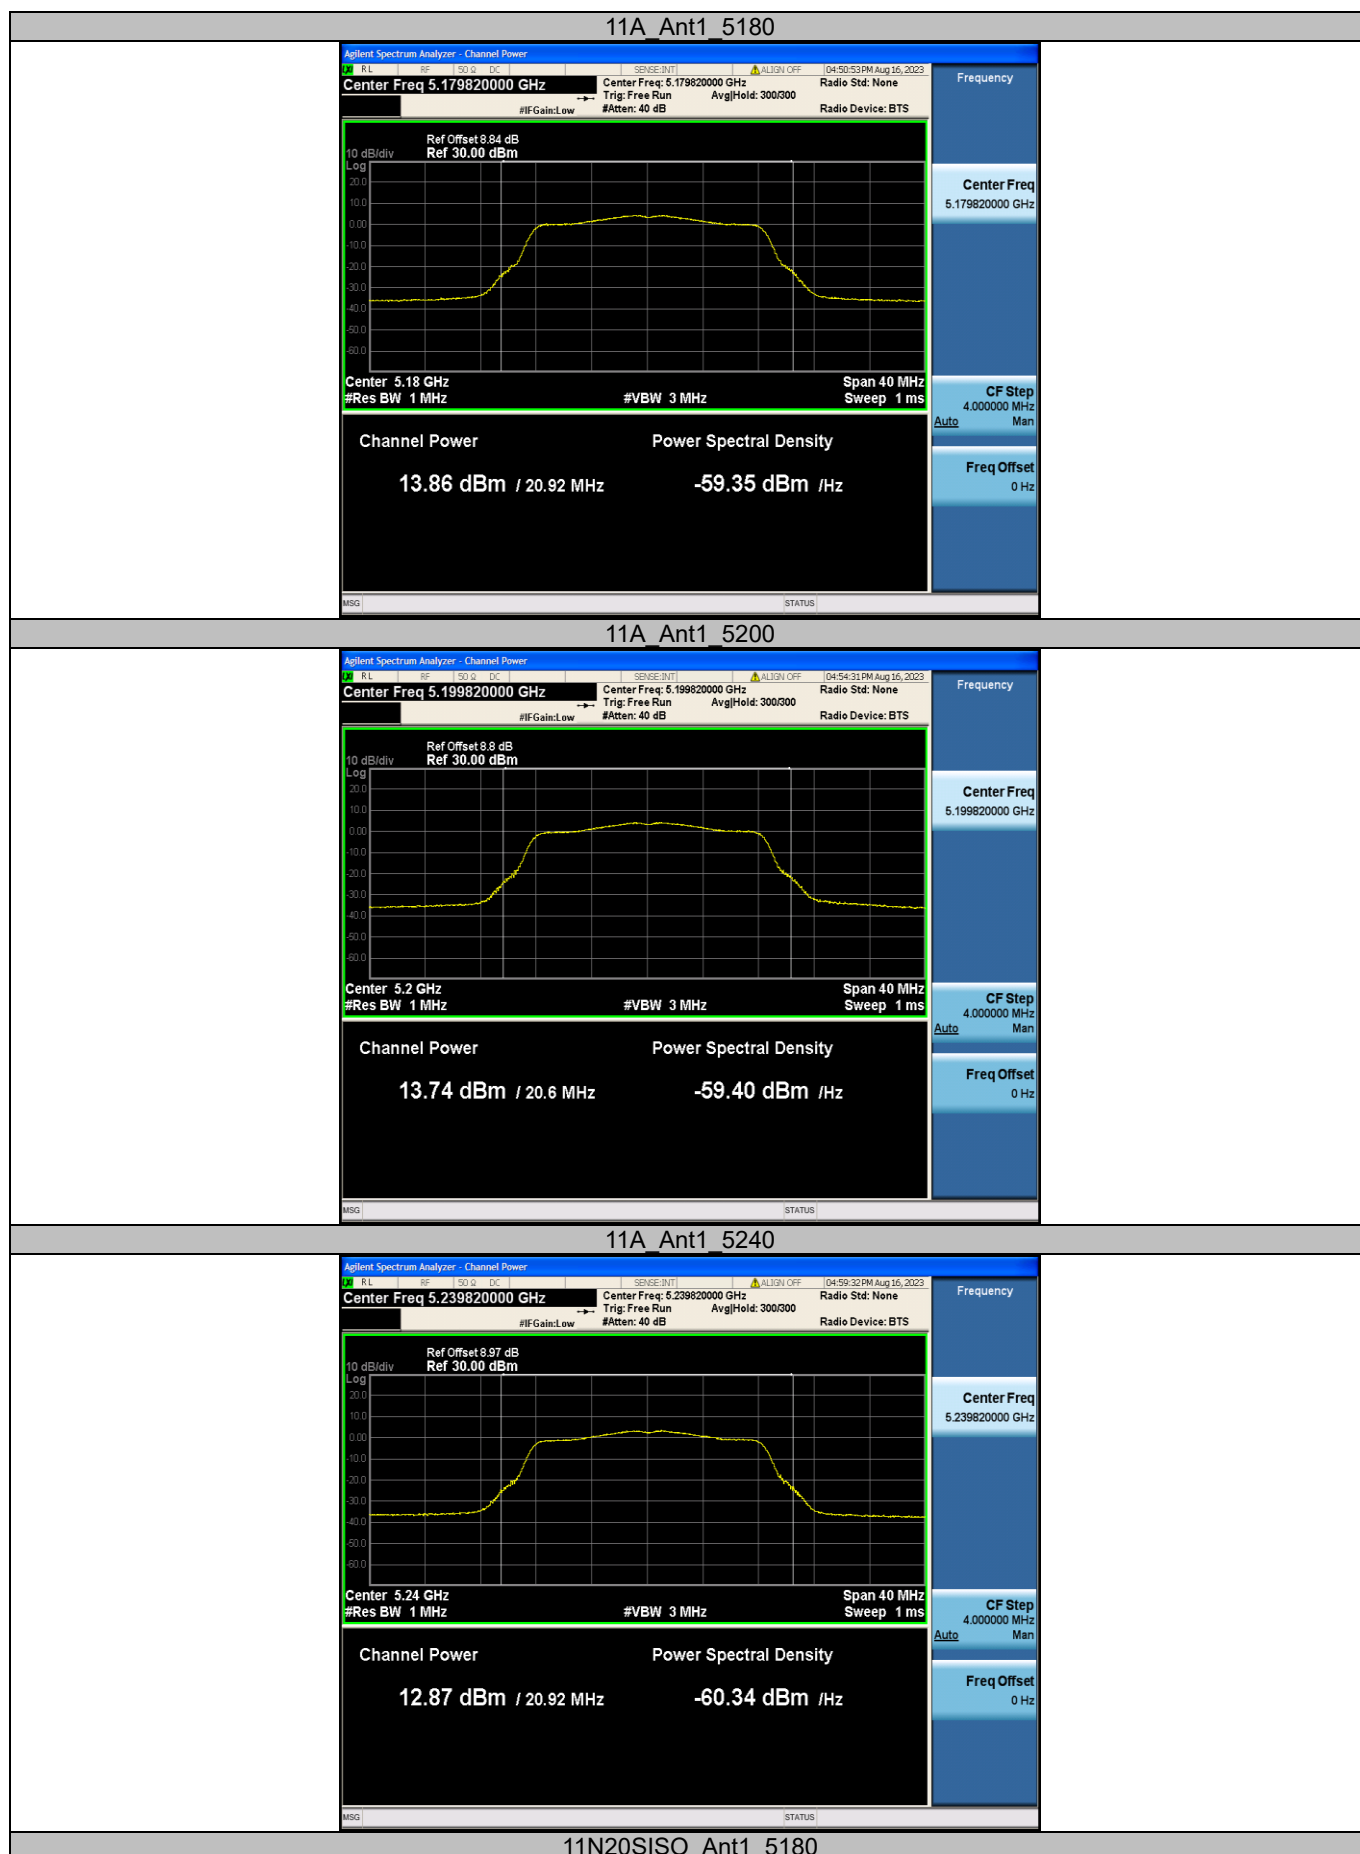 11A_Ant1_5180
Agilent Spectrum Analyzer - Channel Power
RL RF 50 Ω DC SENSE:INT ALIGN OFF 04:50:53 PM Aug 16, 2023
Center Freq 5.179820000 GHz
Center Freq: 5.179820000 GHz Radio Std: None
Trig: Free Run Avg|Hold: 300/300
#IFGain:Low #Atten: 40 dB Radio Device: BTS
Frequency
Ref Offset 8.84 dB
10 dB/div Ref 30.00 dBm
Log
20.0
10.0
0.00
-10.0
-20.0
-30.0
-40.0
-50.0
-60.0
Center 5.18 GHz Span 40 MHz
#Res BW 1 MHz #VBW 3 MHz Sweep 1 ms
Center Freq
5.179820000 GHz
CF Step
4.000000 MHz
Auto Man
Freq Offset
0 Hz
Channel Power Power Spectral Density
13.86 dBm / 20.92 MHz -59.35 dBm /Hz
MSG STATUS
11A_Ant1_5200
Agilent Spectrum Analyzer - Channel Power
RL RF 50 Ω DC SENSE:INT ALIGN OFF 04:54:31 PM Aug 16, 2023
Center Freq 5.199820000 GHz
Center Freq: 5.199820000 GHz Radio Std: None
Trig: Free Run Avg|Hold: 300/300
#IFGain:Low #Atten: 40 dB Radio Device: BTS
Frequency
Ref Offset 8.8 dB
10 dB/div Ref 30.00 dBm
Log
20.0
10.0
0.00
-10.0
-20.0
-30.0
-40.0
-50.0
-60.0
Center 5.2 GHz Span 40 MHz
#Res BW 1 MHz #VBW 3 MHz Sweep 1 ms
Center Freq
5.199820000 GHz
CF Step
4.000000 MHz
Auto Man
Freq Offset
0 Hz
Channel Power Power Spectral Density
13.74 dBm / 20.6 MHz -59.40 dBm /Hz
MSG STATUS
11A_Ant1_5240
Agilent Spectrum Analyzer - Channel Power
RL RF 50 Ω DC SENSE:INT ALIGN OFF 04:59:32 PM Aug 16, 2023
Center Freq 5.239820000 GHz
Center Freq: 5.239820000 GHz Radio Std: None
Trig: Free Run Avg|Hold: 300/300
#IFGain:Low #Atten: 40 dB Radio Device: BTS
Frequency
Ref Offset 8.97 dB
10 dB/div Ref 30.00 dBm
Log
20.0
10.0
0.00
-10.0
-20.0
-30.0
-40.0
-50.0
-60.0
Center 5.24 GHz Span 40 MHz
#Res BW 1 MHz #VBW 3 MHz Sweep 1 ms
Center Freq
5.239820000 GHz
CF Step
4.000000 MHz
Auto Man
Freq Offset
0 Hz
Channel Power Power Spectral Density
12.87 dBm / 20.92 MHz -60.34 dBm /Hz
MSG STATUS
11N20SISO_Ant1_5180